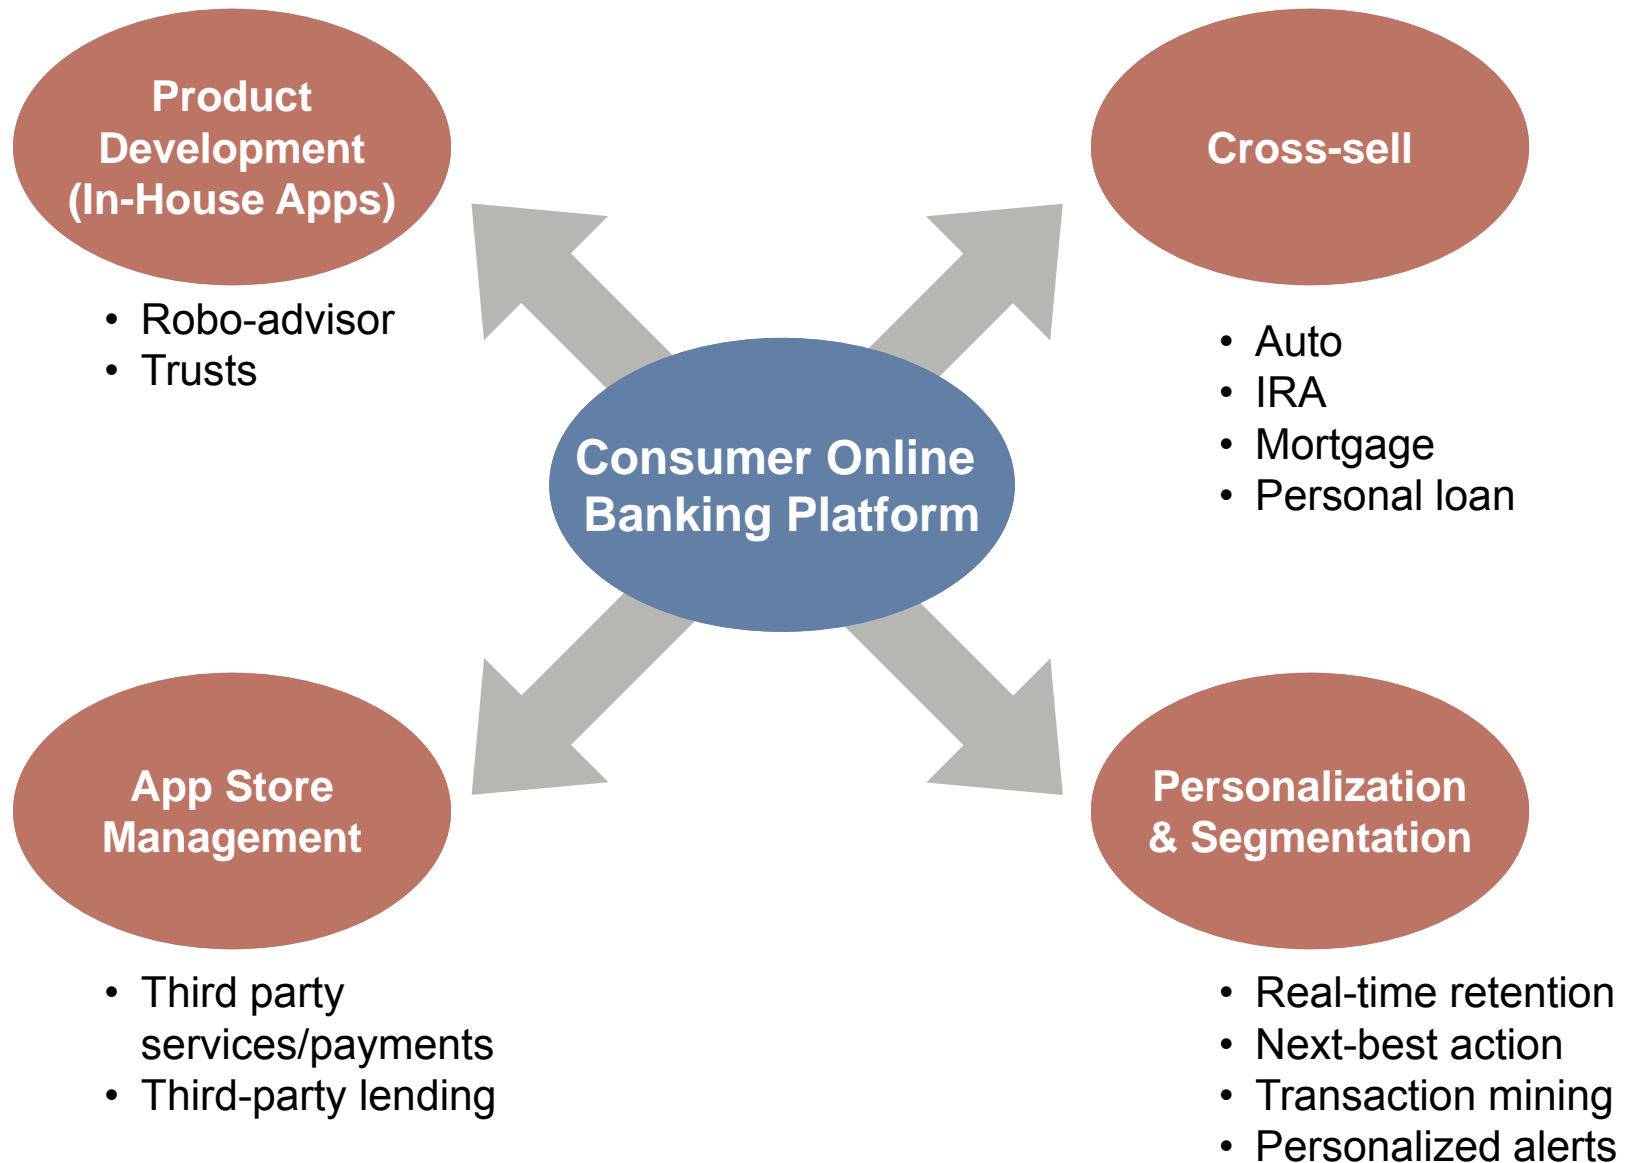 Product
Development
(In-House Apps)
• Robo-advisor
• Trusts
Cross-sell
• Auto
• IRA
• Mortgage
• Personal loan
Consumer Online
Banking Platform
App Store
Management
• Third party
services/payments
• Third-party lending
Personalization
& Segmentation
• Real-time retention
• Next-best action
• Transaction mining
• Personalized alerts